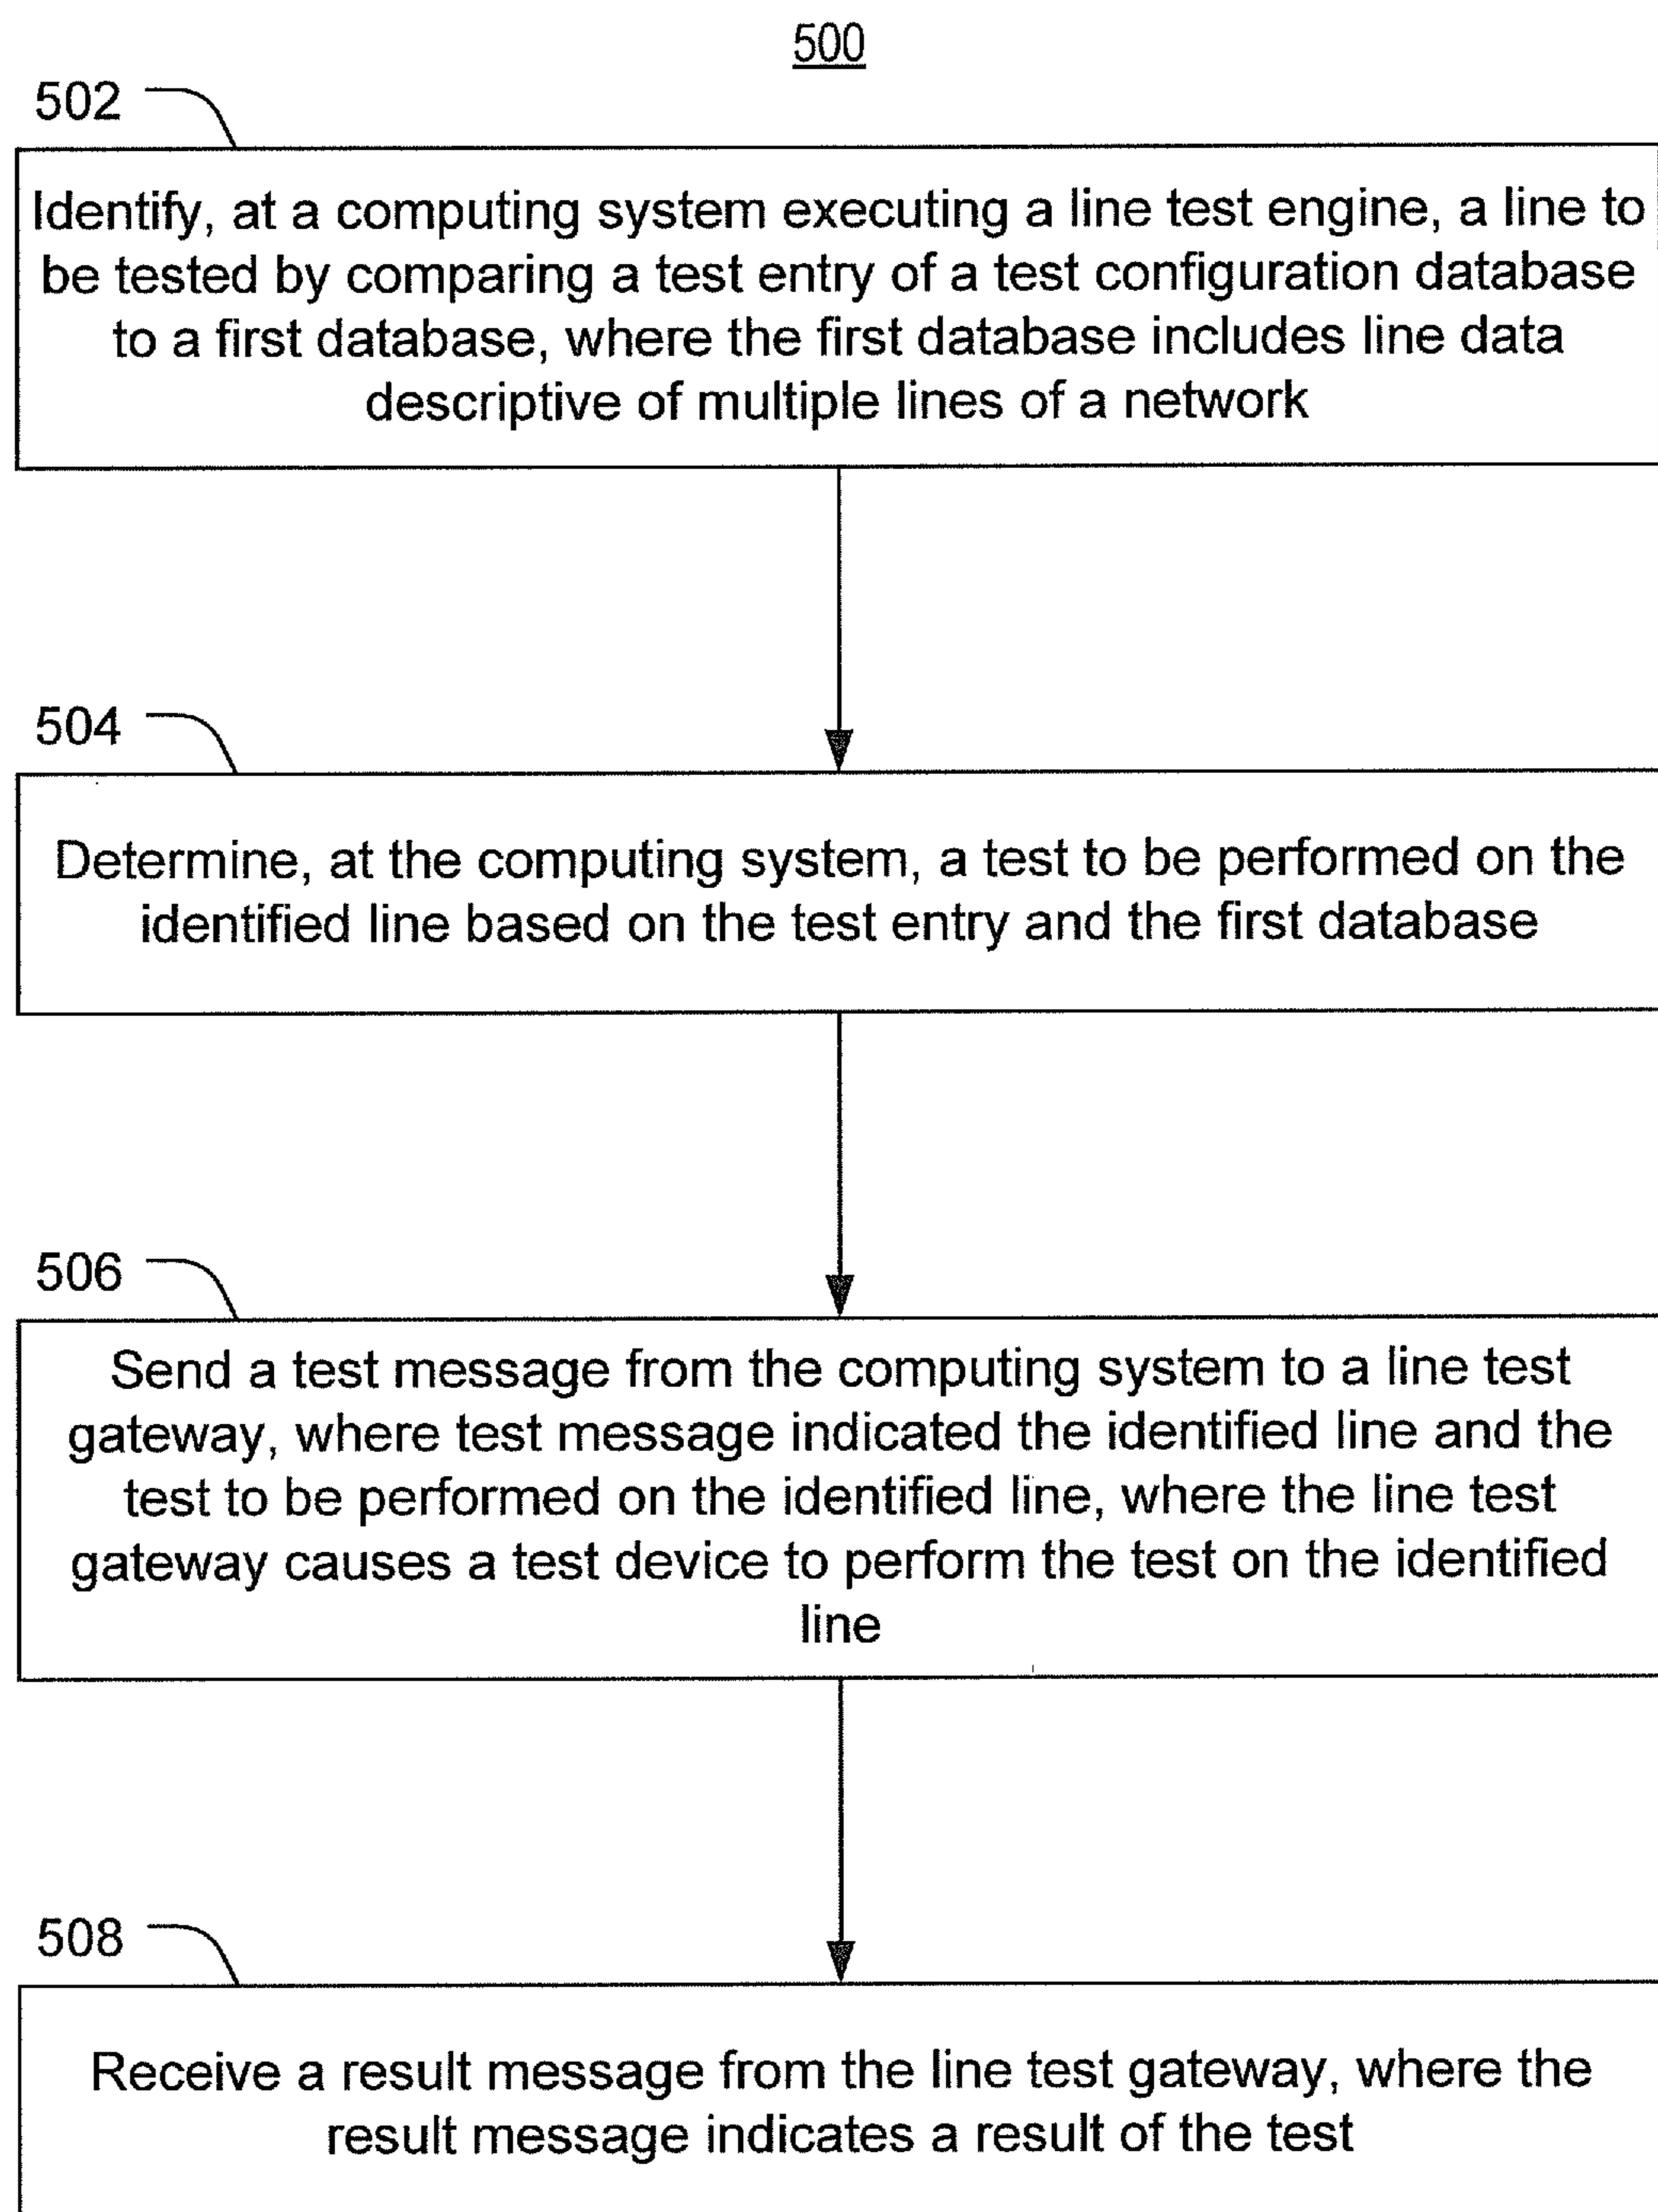 500
502
Identify, at a computing system executing a line test engine, a line to
be tested by comparing a test entry of a test configuration database
to a first database, where the first database includes line data
descriptive of multiple lines of a network
504
Determine, at the computing system, a test to be performed on the
identified line based on the test entry and the first database
506
Send a test message from the computing system to a line test
gateway, where test message indicated the identified line and the
test to be performed on the identified line, where the line test
gateway causes a test device to perform the test on the identified
line
508
Receive a result message from the line test gateway, where the
result message indicates a result of the test